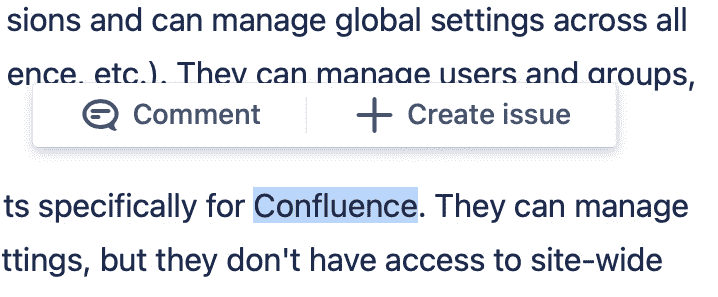 sions and can manage global settings across all
ence, etc.). They can manage users and groups,
Comment
Create issue
ts specifically for Confluence. They can manage
ttings, but they don't have access to site-wide